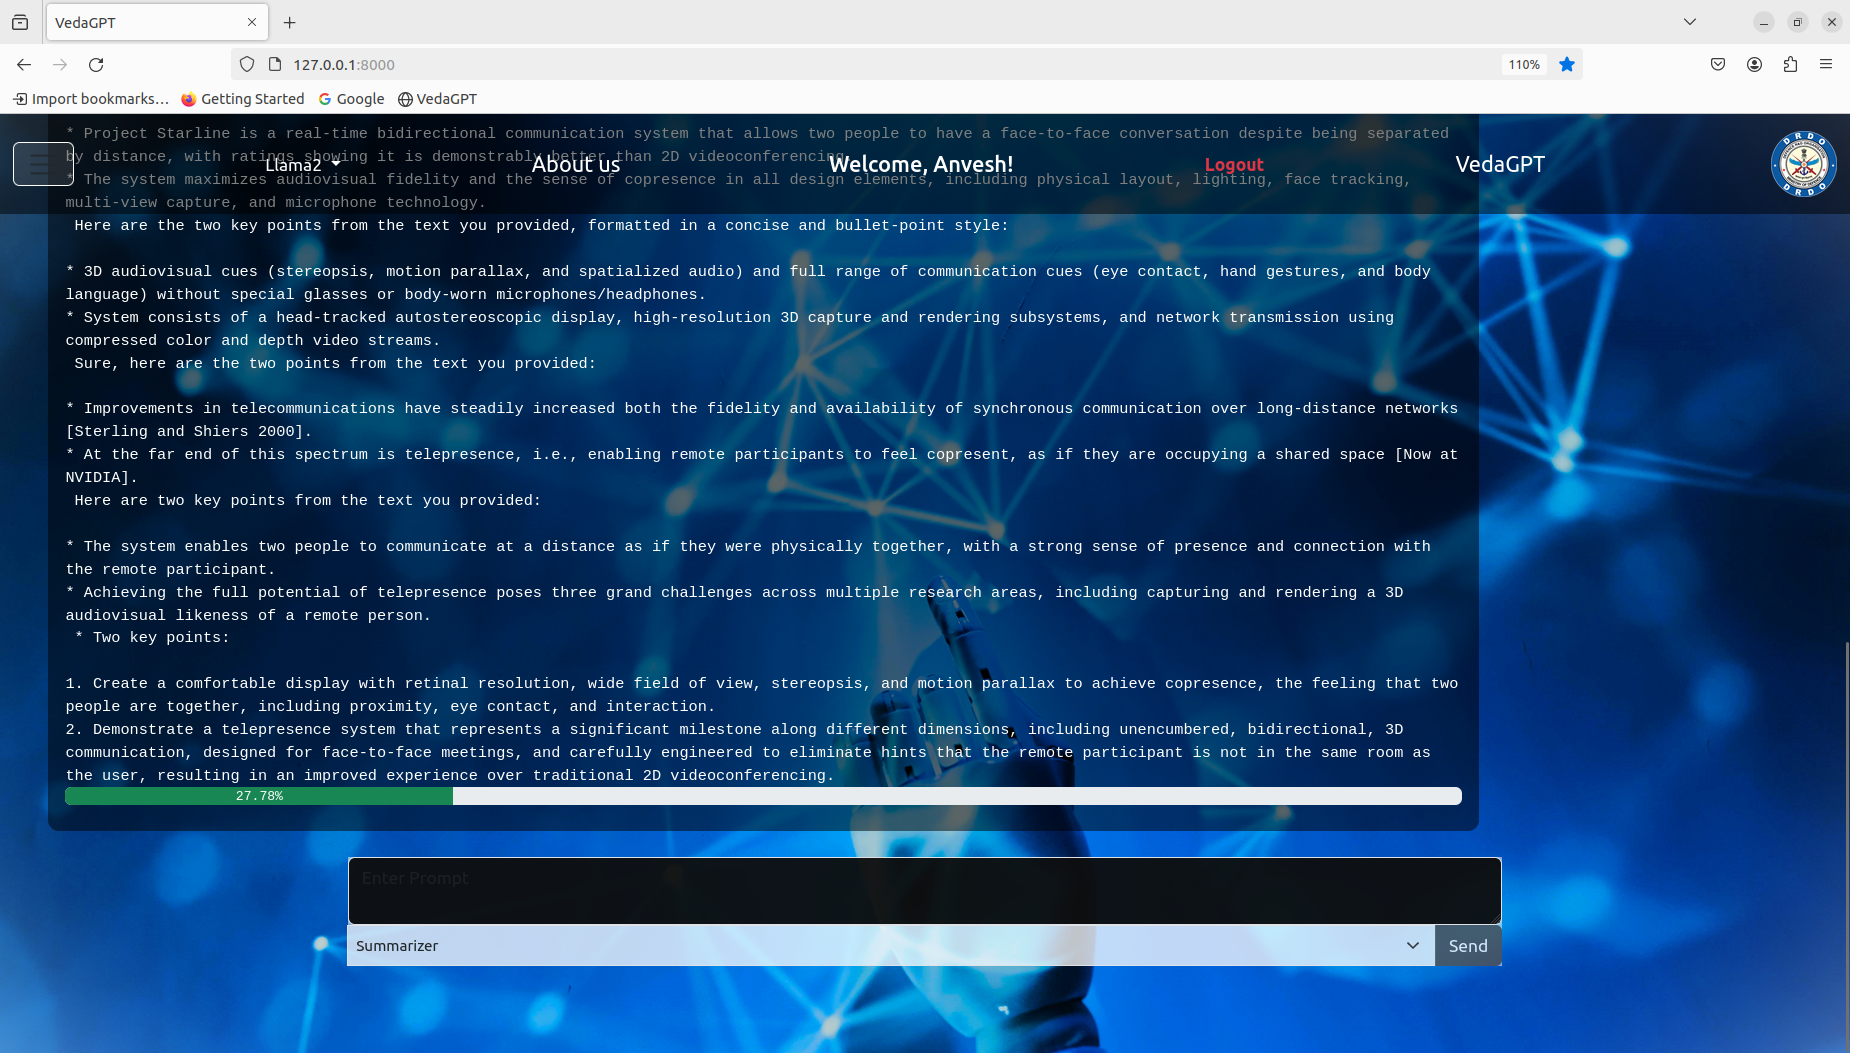 VedaGPT
127.0.0.1:8000
110%
Import bookmarks…
Getting Started
Google
VedaGPT
* Project Starline is a real-time bidirectional communication system that allows two people to have a face-to-face conversation despite being separated
by distance, with ratings showing it is demonstrably better than 2D videoconferencing.
Llama2
About us
Welcome, Anvesh!
Logout
VedaGPT
DRDO
DRDO
* The system maximizes audiovisual fidelity and the sense of copresence in all design elements, including physical layout, lighting, face tracking,
multi-view capture, and microphone technology.
Here are the two key points from the text you provided, formatted in a concise and bullet-point style:
* 3D audiovisual cues (stereopsis, motion parallax, and spatialized audio) and full range of communication cues (eye contact, hand gestures, and body
language) without special glasses or body-worn microphones/headphones.
* System consists of a head-tracked autostereoscopic display, high-resolution 3D capture and rendering subsystems, and network transmission using
compressed color and depth video streams.
Sure, here are the two points from the text you provided:
* Improvements in telecommunications have steadily increased both the fidelity and availability of synchronous communication over long-distance networks
[Sterling and Shiers 2000].
* At the far end of this spectrum is telepresence, i.e., enabling remote participants to feel copresent, as if they are occupying a shared space [Now at
NVIDIA].
Here are two key points from the text you provided:
* The system enables two people to communicate at a distance as if they were physically together, with a strong sense of presence and connection with
the remote participant.
* Achieving the full potential of telepresence poses three grand challenges across multiple research areas, including capturing and rendering a 3D
audiovisual likeness of a remote person.
* Two key points:
1. Create a comfortable display with retinal resolution, wide field of view, stereopsis, and motion parallax to achieve copresence, the feeling that two
people are together, including proximity, eye contact, and interaction.
2. Demonstrate a telepresence system that represents a significant milestone along different dimensions, including unencumbered, bidirectional, 3D
communication, designed for face-to-face meetings, and carefully engineered to eliminate hints that the remote participant is not in the same room as
the user, resulting in an improved experience over traditional 2D videoconferencing.
27.78%
Enter Prompt
Summarizer
Send